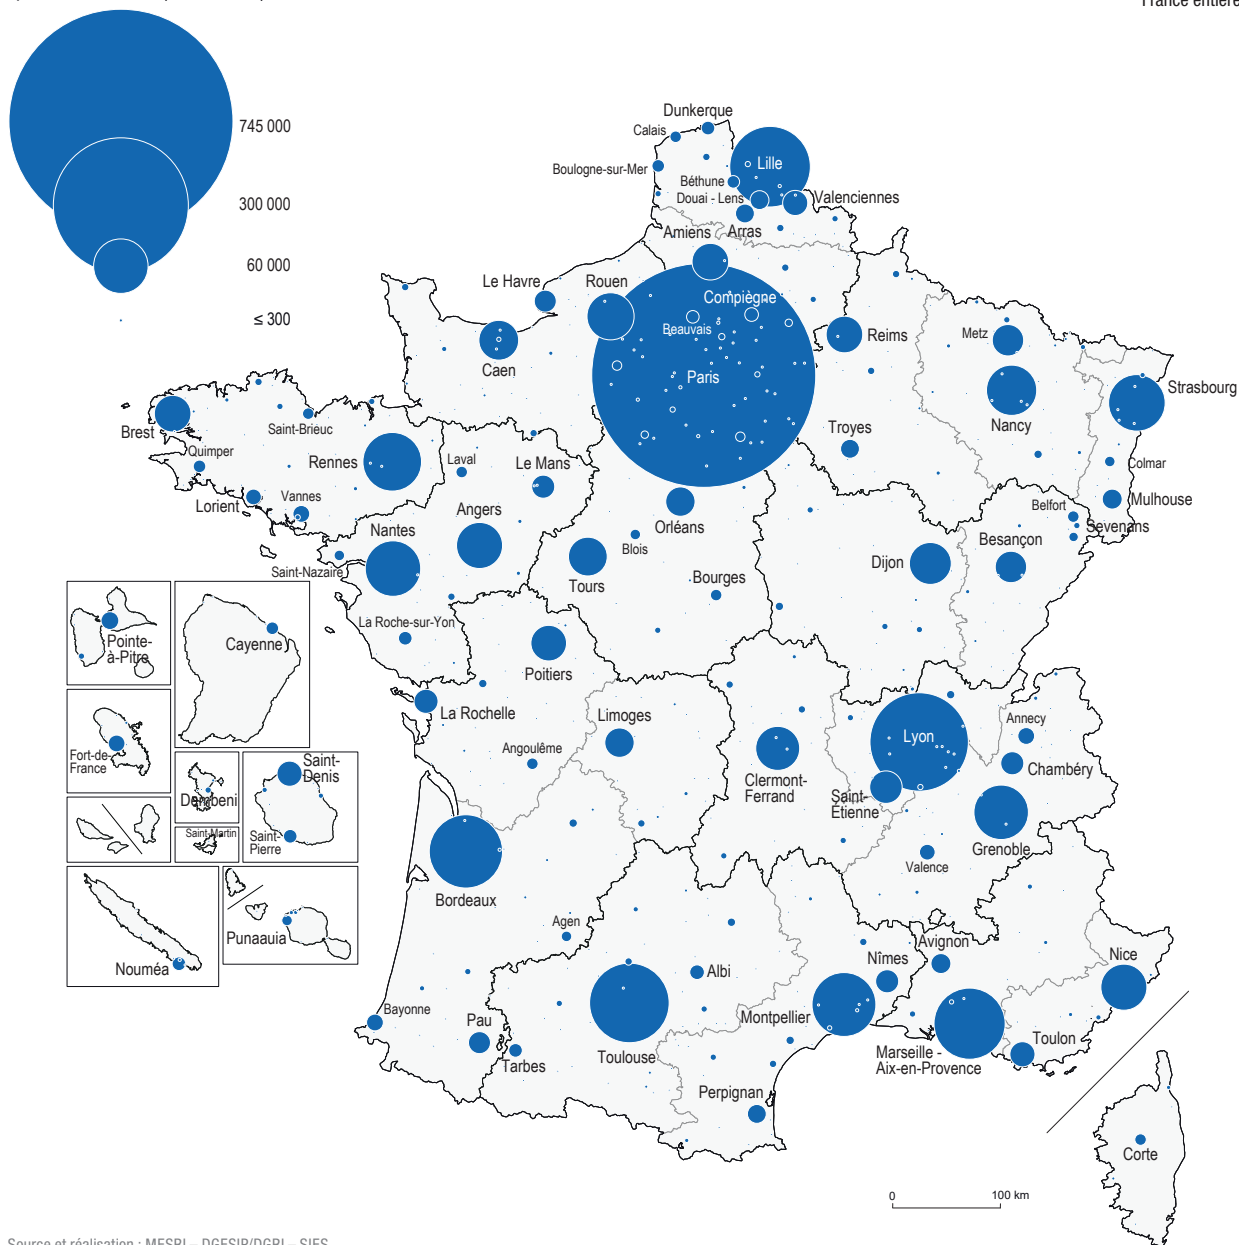 France entière
745 000
300 000
60 000
≤ 300
Dunkerque
Calais
Boulogne-sur-Mer
Lille
Béthune
Douai - Lens
Valenciennes
Arras
Amiens
Le Havre
Rouen
Compiègne
Beauvais
Caen
Reims
Metz
Paris
Strasbourg
Nancy
Brest
Saint-Brieuc
Quimper
Rennes
Laval
Le Mans
Troyes
Colmar
Lorient
Vannes
Angers
Orléans
Mulhouse
Belfort
Sevenans
Nantes
Blois
Besançon
Saint-Nazaire
Tours
Bourges
Dijon
La Roche-sur-Yon
Pointe-
à-Pitre
Cayenne
Poitiers
La Rochelle
Limoges
Annecy
Fort-de-
France
Angoulême
Lyon
Chambéry
Saint-
Denis
Clermont-
Ferrand
Saint-
Étienne
Dembeni
Saint-Martin
Saint-
Pierre
Grenoble
Valence
Bordeaux
Agen
Punaauia
Nouméa
Albi
Nîmes
Avignon
Nice
Bayonne
Pau
Tarbes
Toulouse
Montpellier
Marseille -
Aix-en-Provence
Toulon
Perpignan
Corte
0 100 km
Source et réalisation : MESRI – DGESIP/DGRI – SIES